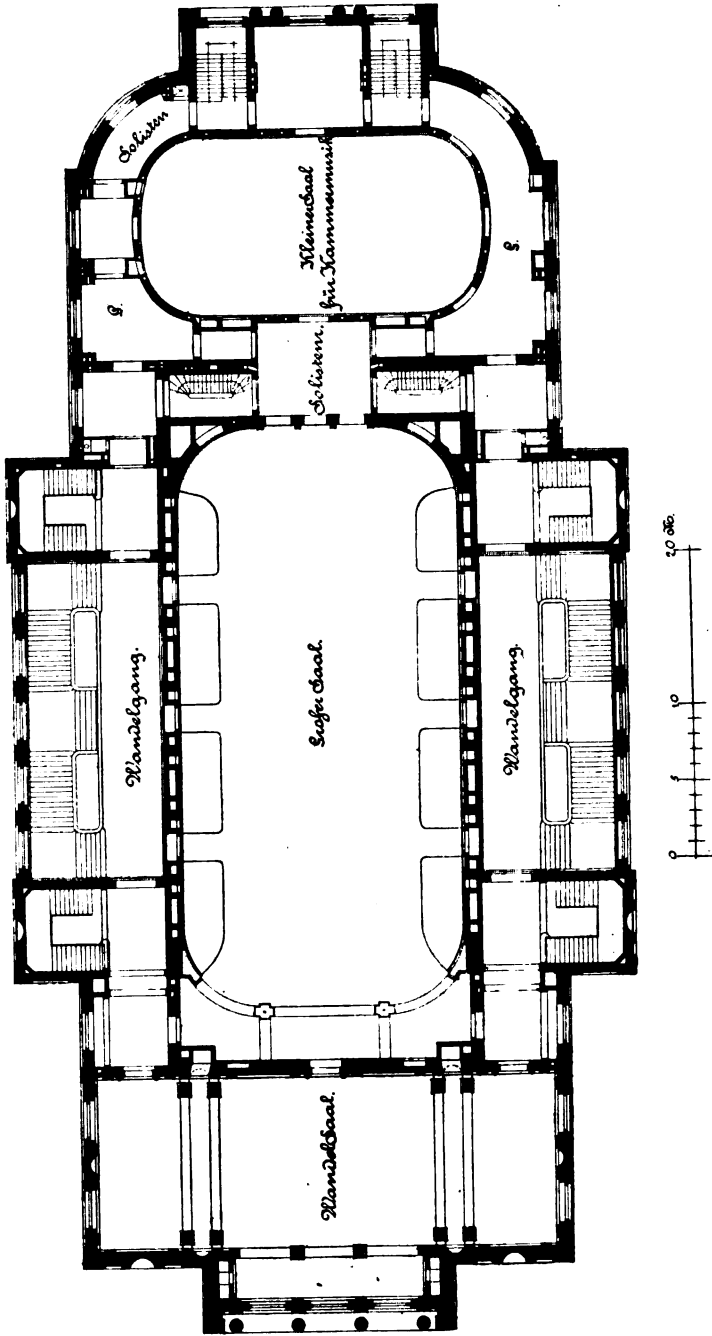 Solisten
Kleiner Saal
für Kammermusik
G.
G.
Solisten.
Wandelgang.
Großer Saal.
Wandelgang.
Wandelsaal.
0
5
10
20 M.